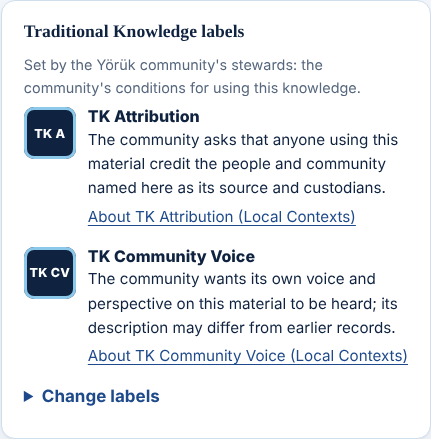 Traditional Knowledge labels
Set by the Yörük community's stewards: the
community's conditions for using this knowledge.
TK A
TK Attribution
The community asks that anyone using this
material credit the people and community
named here as its source and custodians.
About TK Attribution (Local Contexts)
TK CV
TK Community Voice
The community wants its own voice and
perspective on this material to be heard; its
description may differ from earlier records.
About TK Community Voice (Local Contexts)
Change labels